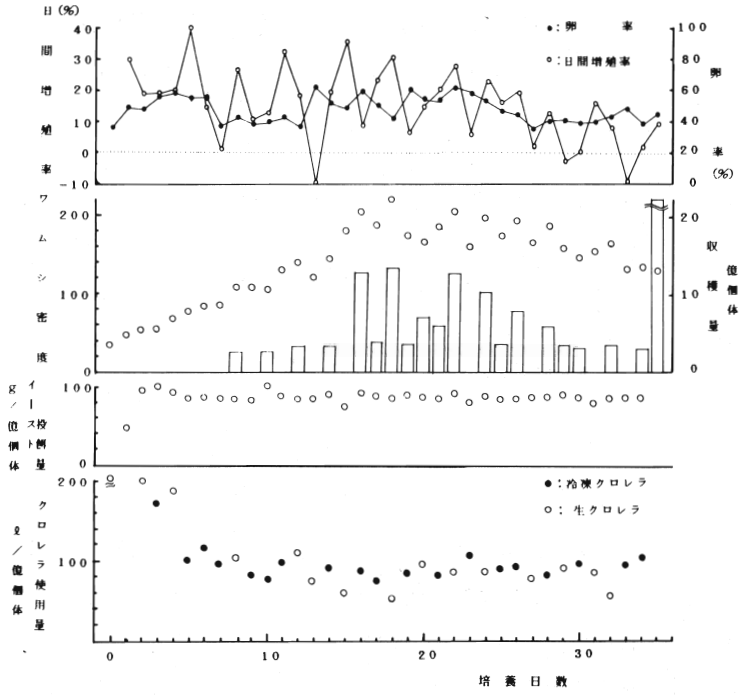 日間増殖率
(%)
40
30
20
10
0
-10
●:卵率
○:日間増殖率
100
80
60
40
20
0
卵率
(%)
ワムシ密度
200
100
0
20
10
0
収穫量
億個体
イースト投餌量
g/億個体
100
0
クロレラ使用量
ℓ/億個体
200
100
●:冷凍クロレラ
○:生クロレラ
0
10
20
30
培養日数